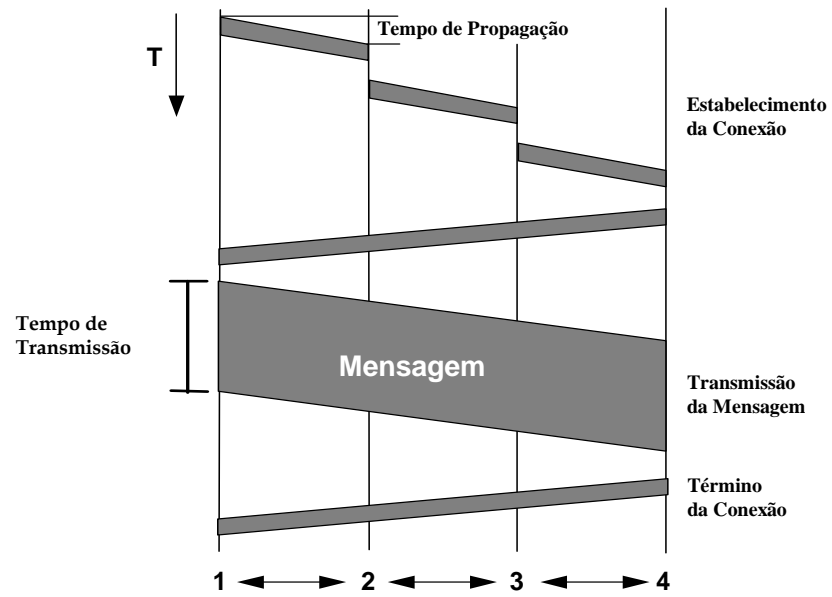 Tempo de Propagação
T
Estabelecimento
da Conexão
Tempo de
Transmissão
Mensagem
Transmissão
da Mensagem
Término
da Conexão
1 2 3 4